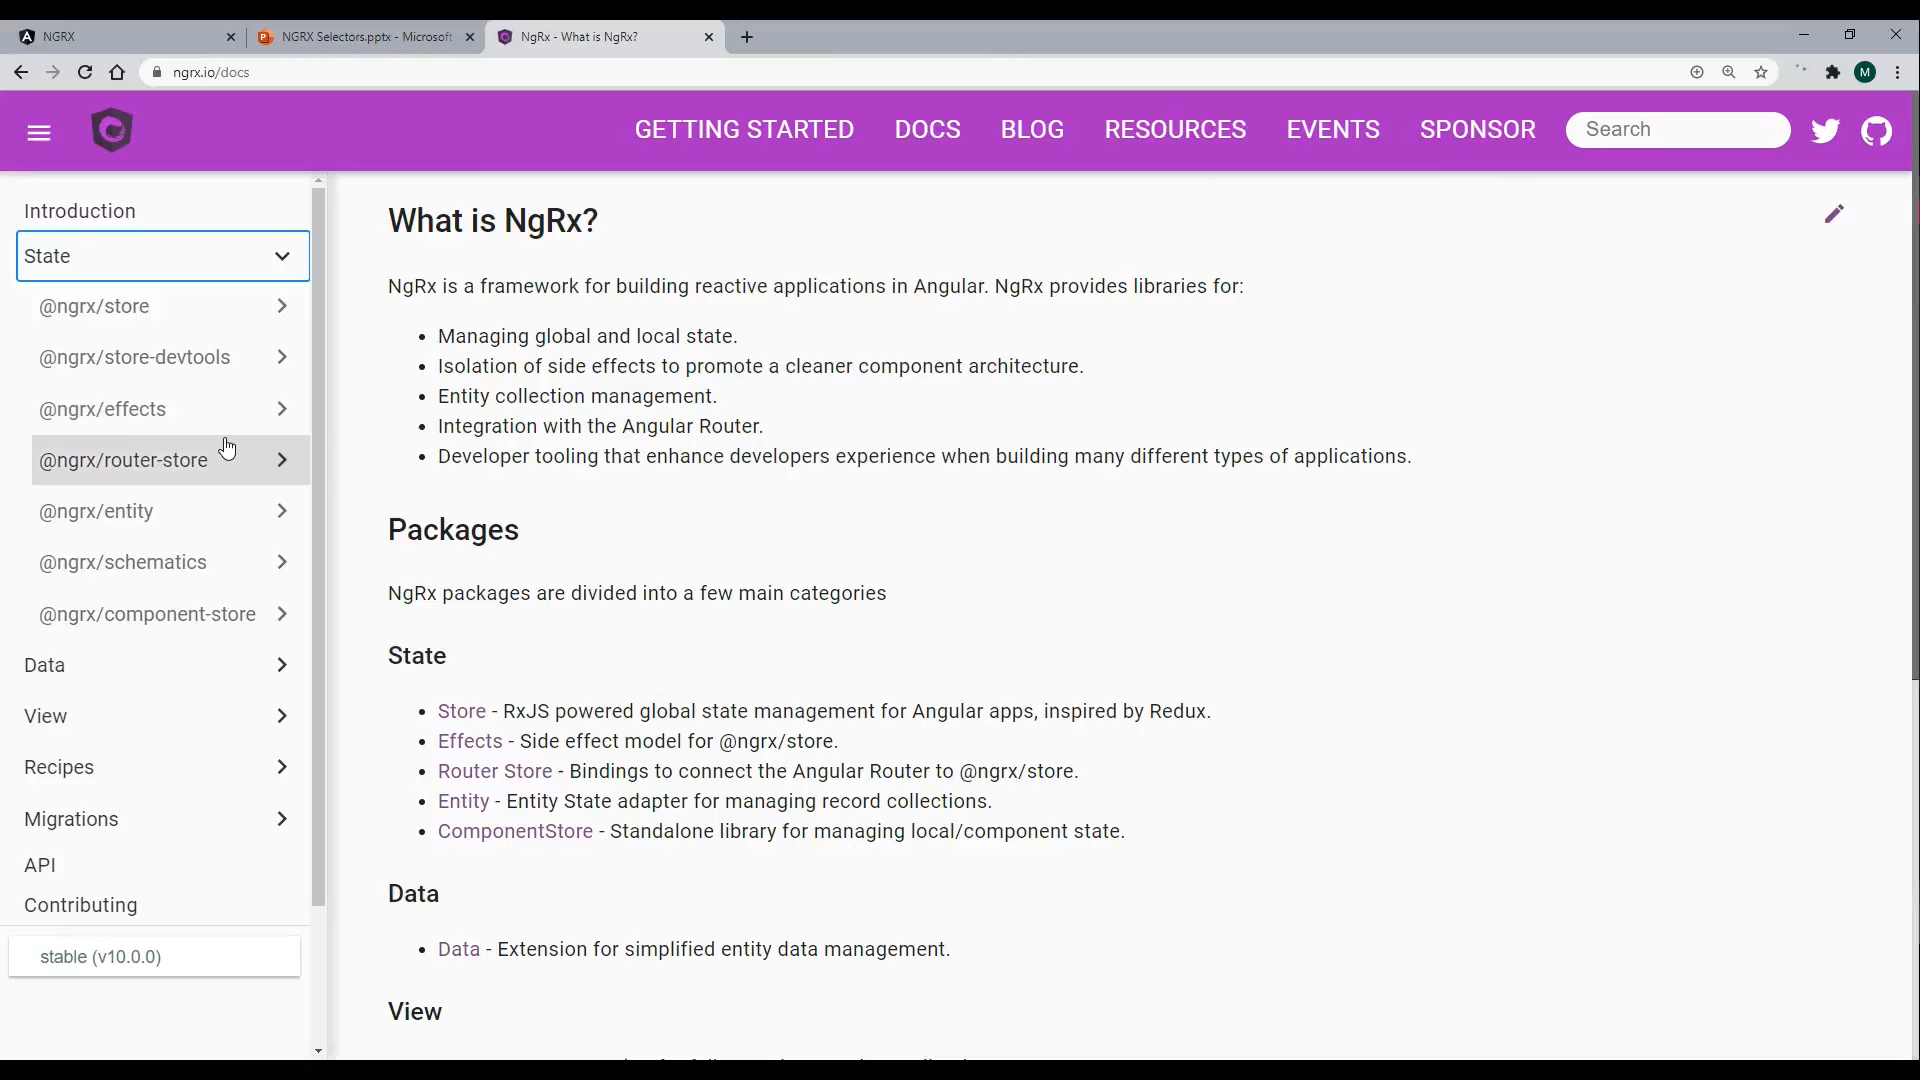 NGRX
NGRX Selectors.pptx - Microsoft
NgRx - What is NgRx?
ngrx.io/docs
M
GETTING STARTED
DOCS
BLOG
RESOURCES
EVENTS
SPONSOR
Search
Introduction
State
@ngrx/store
@ngrx/store-devtools
@ngrx/effects
@ngrx/router-store
@ngrx/entity
@ngrx/schematics
@ngrx/component-store
Data
View
Recipes
Migrations
API
Contributing
stable (v10.0.0)
What is NgRx?
NgRx is a framework for building reactive applications in Angular. NgRx provides libraries for:
• Managing global and local state.
• Isolation of side effects to promote a cleaner component architecture.
• Entity collection management.
• Integration with the Angular Router.
• Developer tooling that enhance developers experience when building many different types of applications.
Packages
NgRx packages are divided into a few main categories
State
• Store - RxJS powered global state management for Angular apps, inspired by Redux.
• Effects - Side effect model for @ngrx/store.
• Router Store - Bindings to connect the Angular Router to @ngrx/store.
• Entity - Entity State adapter for managing record collections.
• ComponentStore - Standalone library for managing local/component state.
Data
• Data - Extension for simplified entity data management.
View